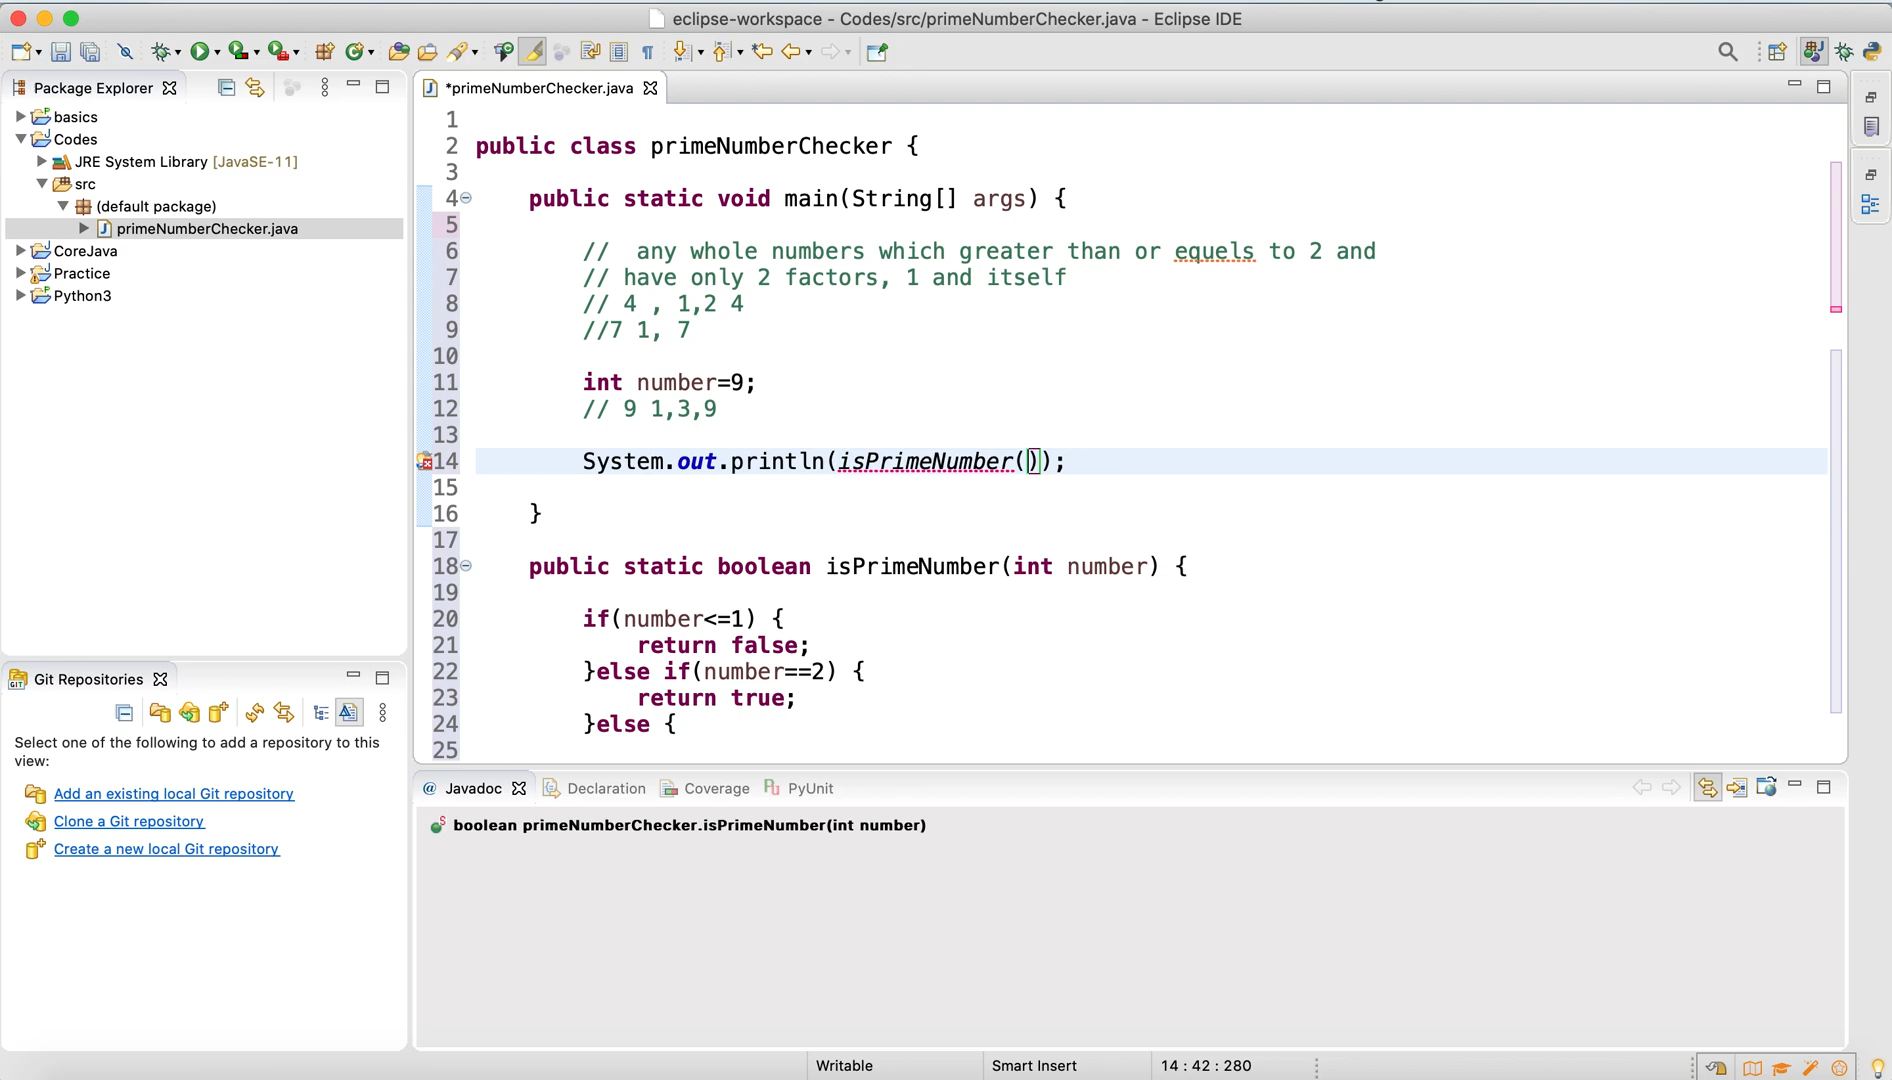 eclipse-workspace - Codes/src/primeNumberChecker.java - Eclipse IDE
Package Explorer
basics
Codes
JRE System Library [JavaSE-11]
src
(default package)
primeNumberChecker.java
CoreJava
Practice
Python3
*primeNumberChecker.java
1
2 public class primeNumberChecker {
3
4 public static void main(String[] args) {
5
6 // any whole numbers which greater than or equels to 2 and
7 // have only 2 factors, 1 and itself
8 // 4 , 1,2 4
9 //7 1, 7
10
11 int number=9;
12 // 9 1,3,9
13
14 System.out.println(isPrimeNumber());
15
16 }
17
18 public static boolean isPrimeNumber(int number) {
19
20 if(number<=1) {
21 return false;
22 }else if(number==2) {
23 return true;
24 }else {
25
Git Repositories
Select one of the following to add a repository to this
view:
Add an existing local Git repository
Clone a Git repository
Create a new local Git repository
@ Javadoc Declaration Coverage PyUnit
boolean primeNumberChecker.isPrimeNumber(int number)
Writable Smart Insert 14 : 42 : 280